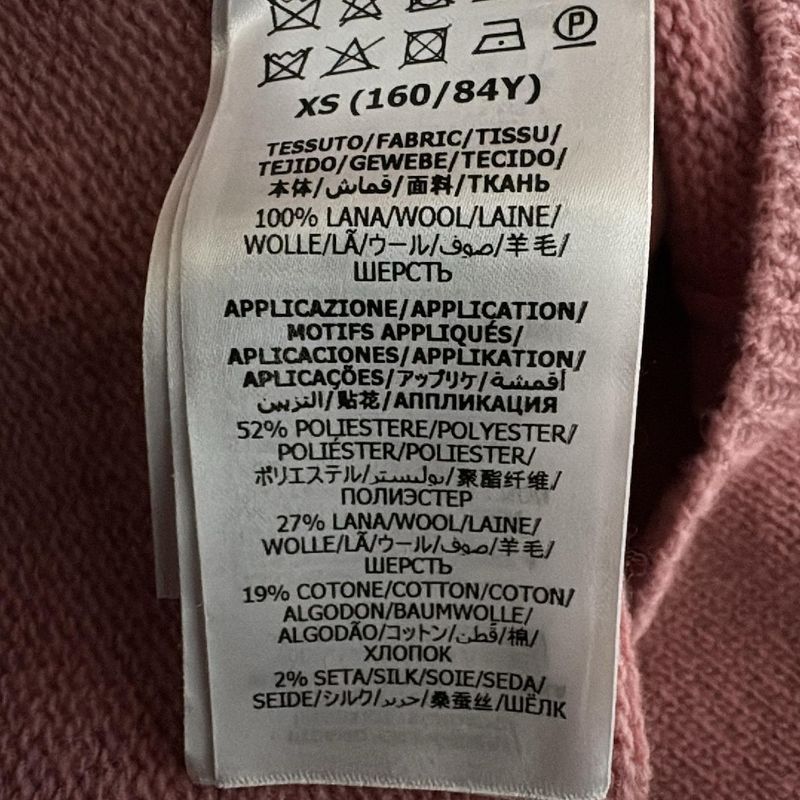 P
XS (160/84Y)
TESSUTO/FABRIC/TISSU/
TEJIDO/GEWEBE/TECIDO/
本体/قماش/面料/ТКАНЬ
100% LANA/WOOL/LAINE/
WOLLE/LÃ/ウール/صوف/羊毛/
ШЕРСТЬ
APPLICAZIONE/APPLICATION/
MOTIFS APPLIQUÉS/
APLICACIONES/APPLIKATION/
APLICAÇÕES/アップリケ/أقمشة
التزيين/貼花/АППЛИКАЦИЯ
52% POLIESTERE/POLYESTER/
POLIÉSTER/POLIESTER/
ポリエステル/بوليستر/聚酯纤维/
ПОЛИЭСТЕР
27% LANA/WOOL/LAINE/
WOLLE/LÃ/ウール/صوف/羊毛/
ШЕРСТЬ
19% COTONE/COTTON/COTON/
ALGODON/BAUMWOLLE/
ALGODÃO/コットン/قطن/棉/
ХЛОПОК
2% SETA/SILK/SOIE/SEDA/
SEIDE/シルク/حرير/桑蚕丝/ШЁЛК